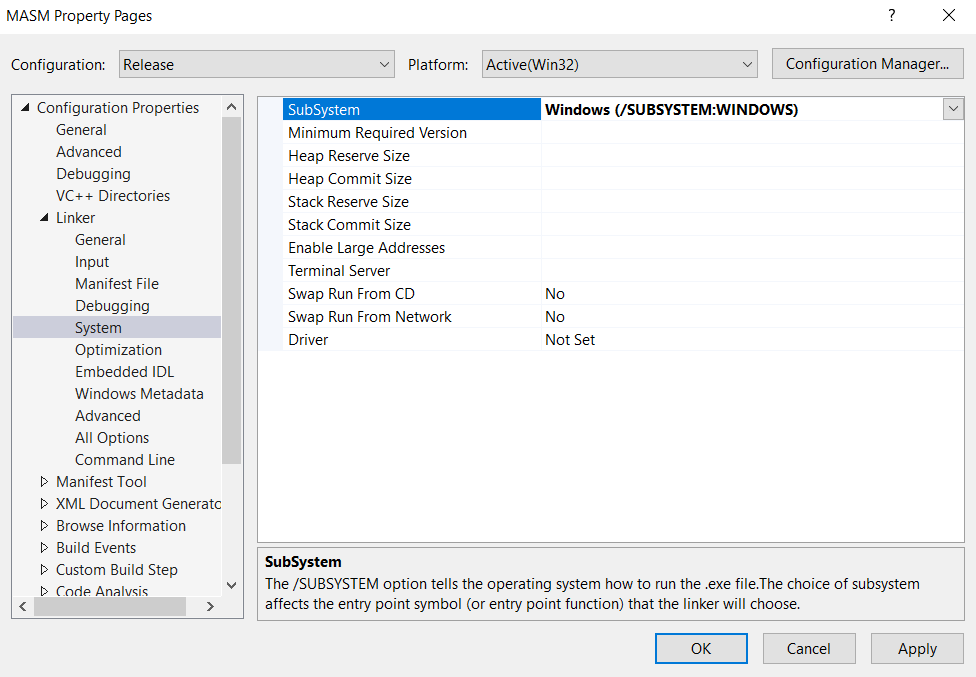 MASM Property Pages
?
Configuration: Release Platform: Active(Win32) Configuration Manager...
Configuration Properties
General
Advanced
Debugging
VC++ Directories
Linker
General
Input
Manifest File
Debugging
System
Optimization
Embedded IDL
Windows Metadata
Advanced
All Options
Command Line
Manifest Tool
XML Document Generato
Browse Information
Build Events
Custom Build Step
Code Analysis
SubSystem Windows (/SUBSYSTEM:WINDOWS)
Minimum Required Version
Heap Reserve Size
Heap Commit Size
Stack Reserve Size
Stack Commit Size
Enable Large Addresses
Terminal Server
Swap Run From CD No
Swap Run From Network No
Driver Not Set
SubSystem
The /SUBSYSTEM option tells the operating system how to run the .exe file.The choice of subsystem
affects the entry point symbol (or entry point function) that the linker will choose.
OK Cancel Apply